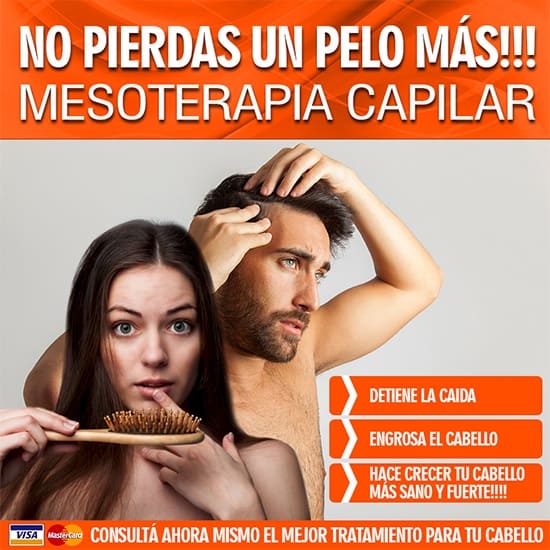 NO PIERDAS UN PELO MÁS!!!
MESOTERAPIA CAPILAR
DETIENE LA CAIDA
ENGROSA EL CABELLO
HACE CRECER TU CABELLO
MÁS SANO Y FUERTE!!!!
VISA MasterCard CONSULTÁ AHORA MISMO EL MEJOR TRATAMIENTO PARA TU CABELLO